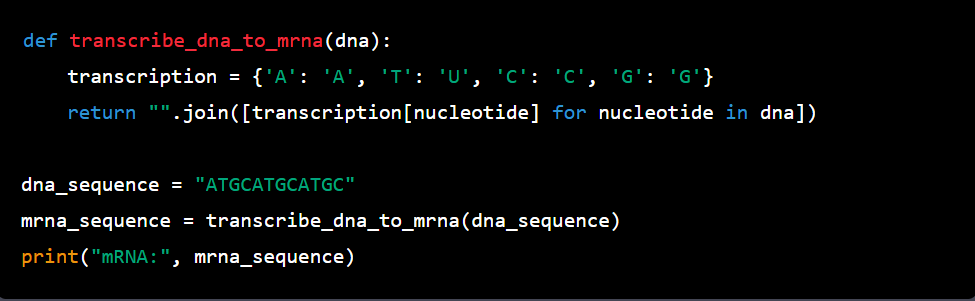 def transcribe_dna_to_mrna(dna):
    transcription = {'A': 'A', 'T': 'U', 'C': 'C', 'G': 'G'}
    return "".join([transcription[nucleotide] for nucleotide in dna])

dna_sequence = "ATGCATGCATGC"
mrna_sequence = transcribe_dna_to_mrna(dna_sequence)
print("mRNA:", mrna_sequence)